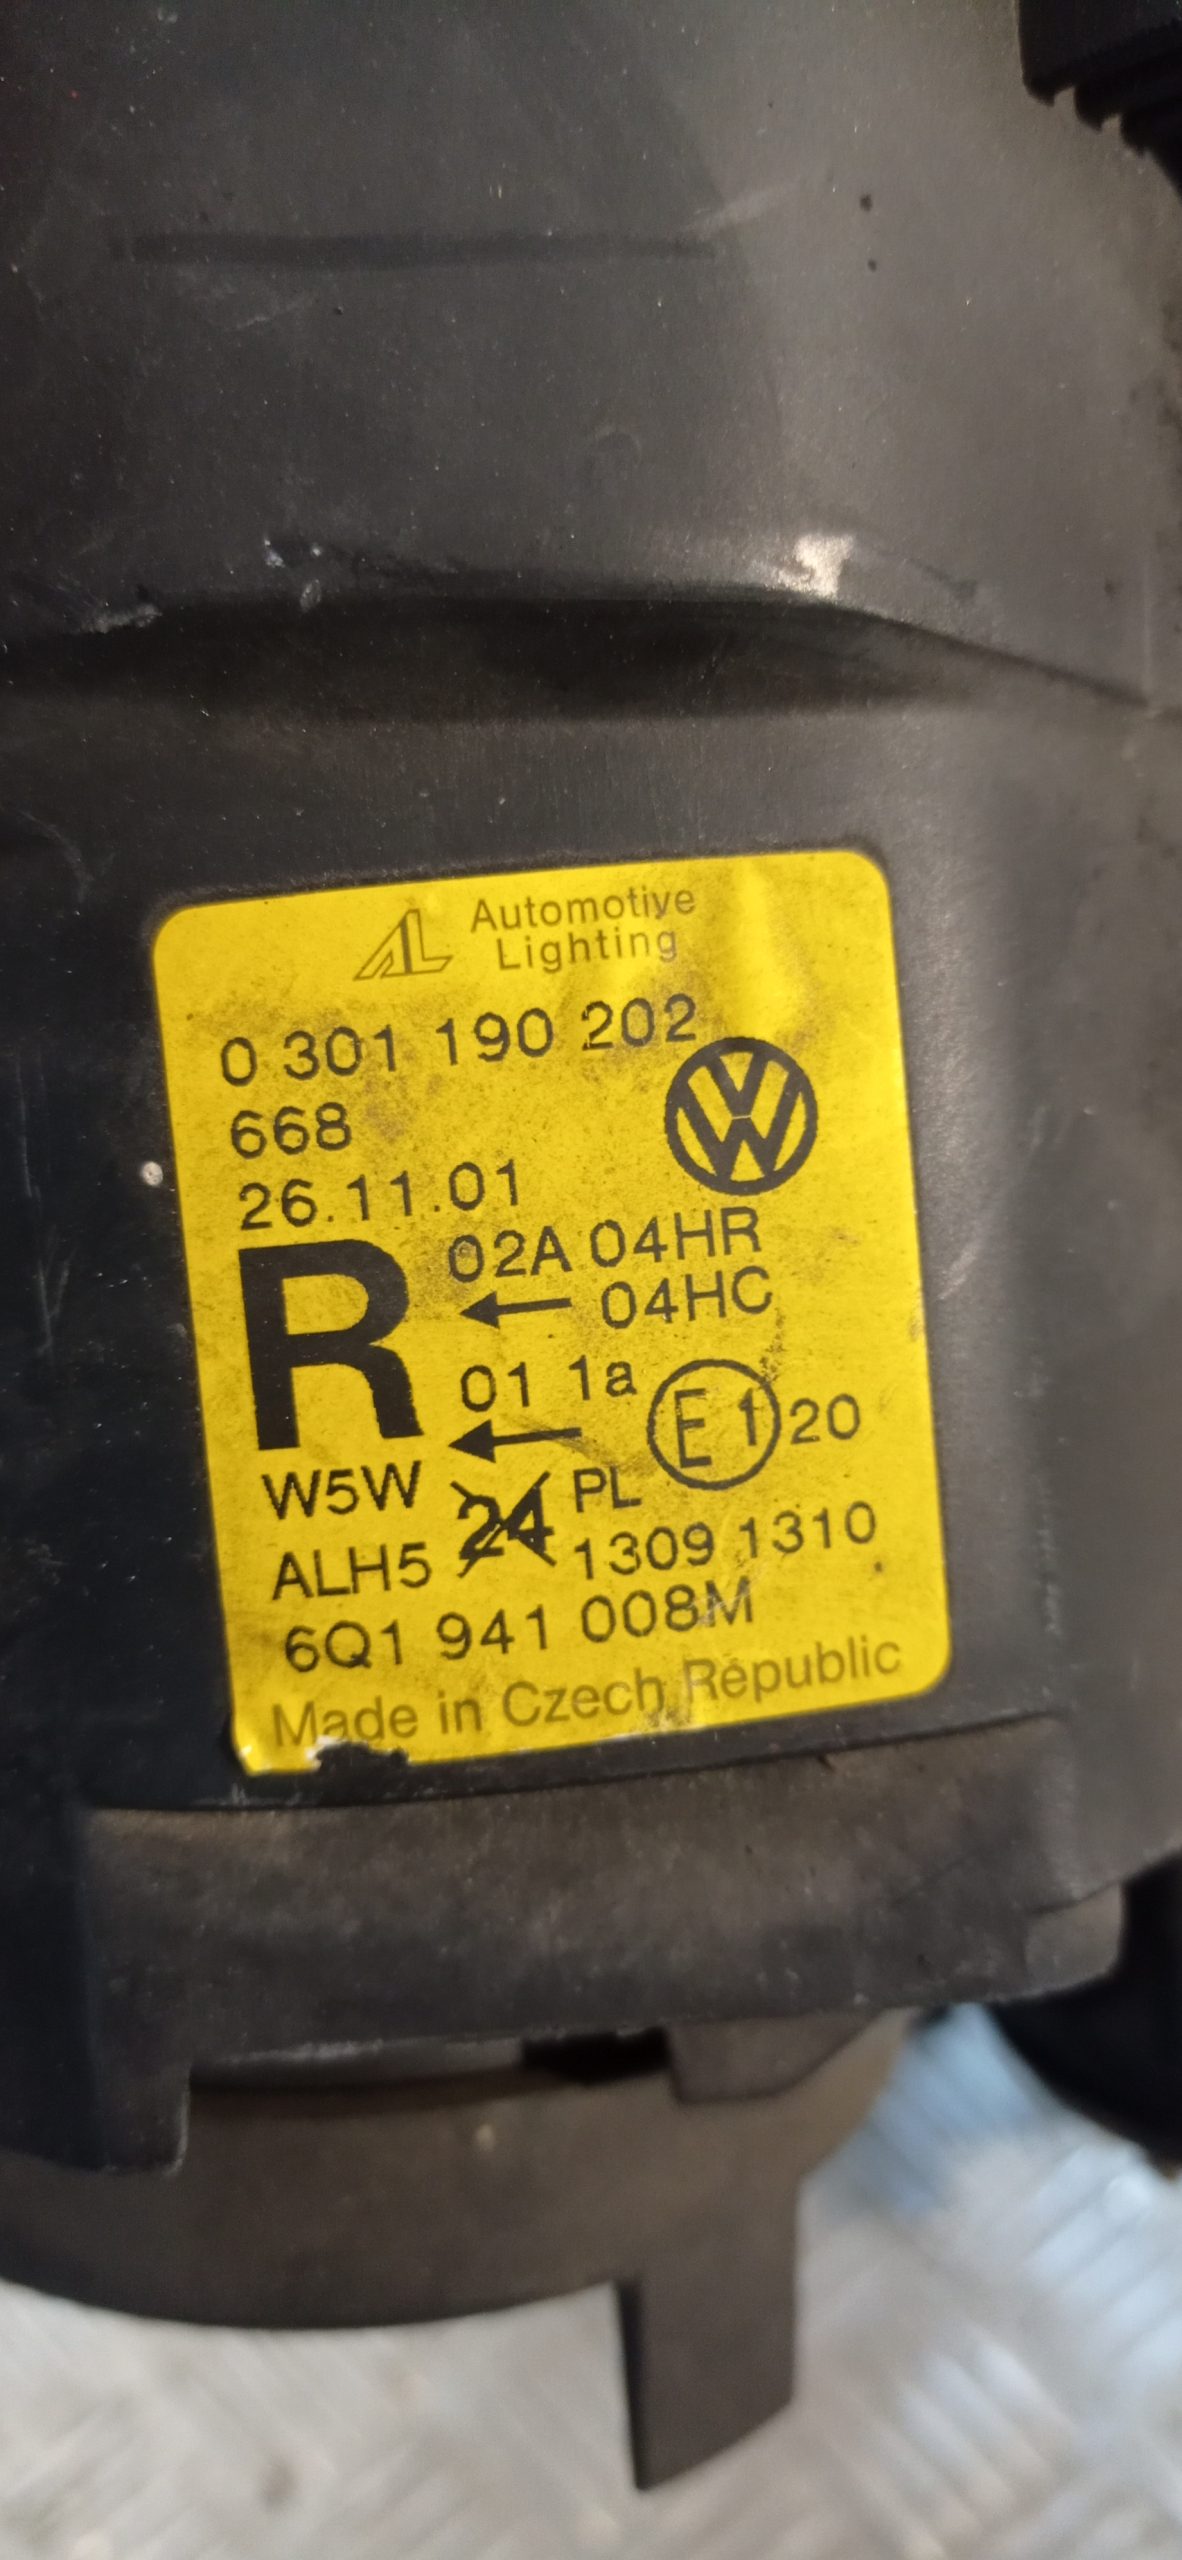 AL Automotive
Lighting
0 301 190 202
668
26.11.01
R
02A 04HR
← 04HC
01 1a
← E1 20
W5W 24 PL
ALH5 1309 1310
6Q1 941 008M
Made in Czech Republic